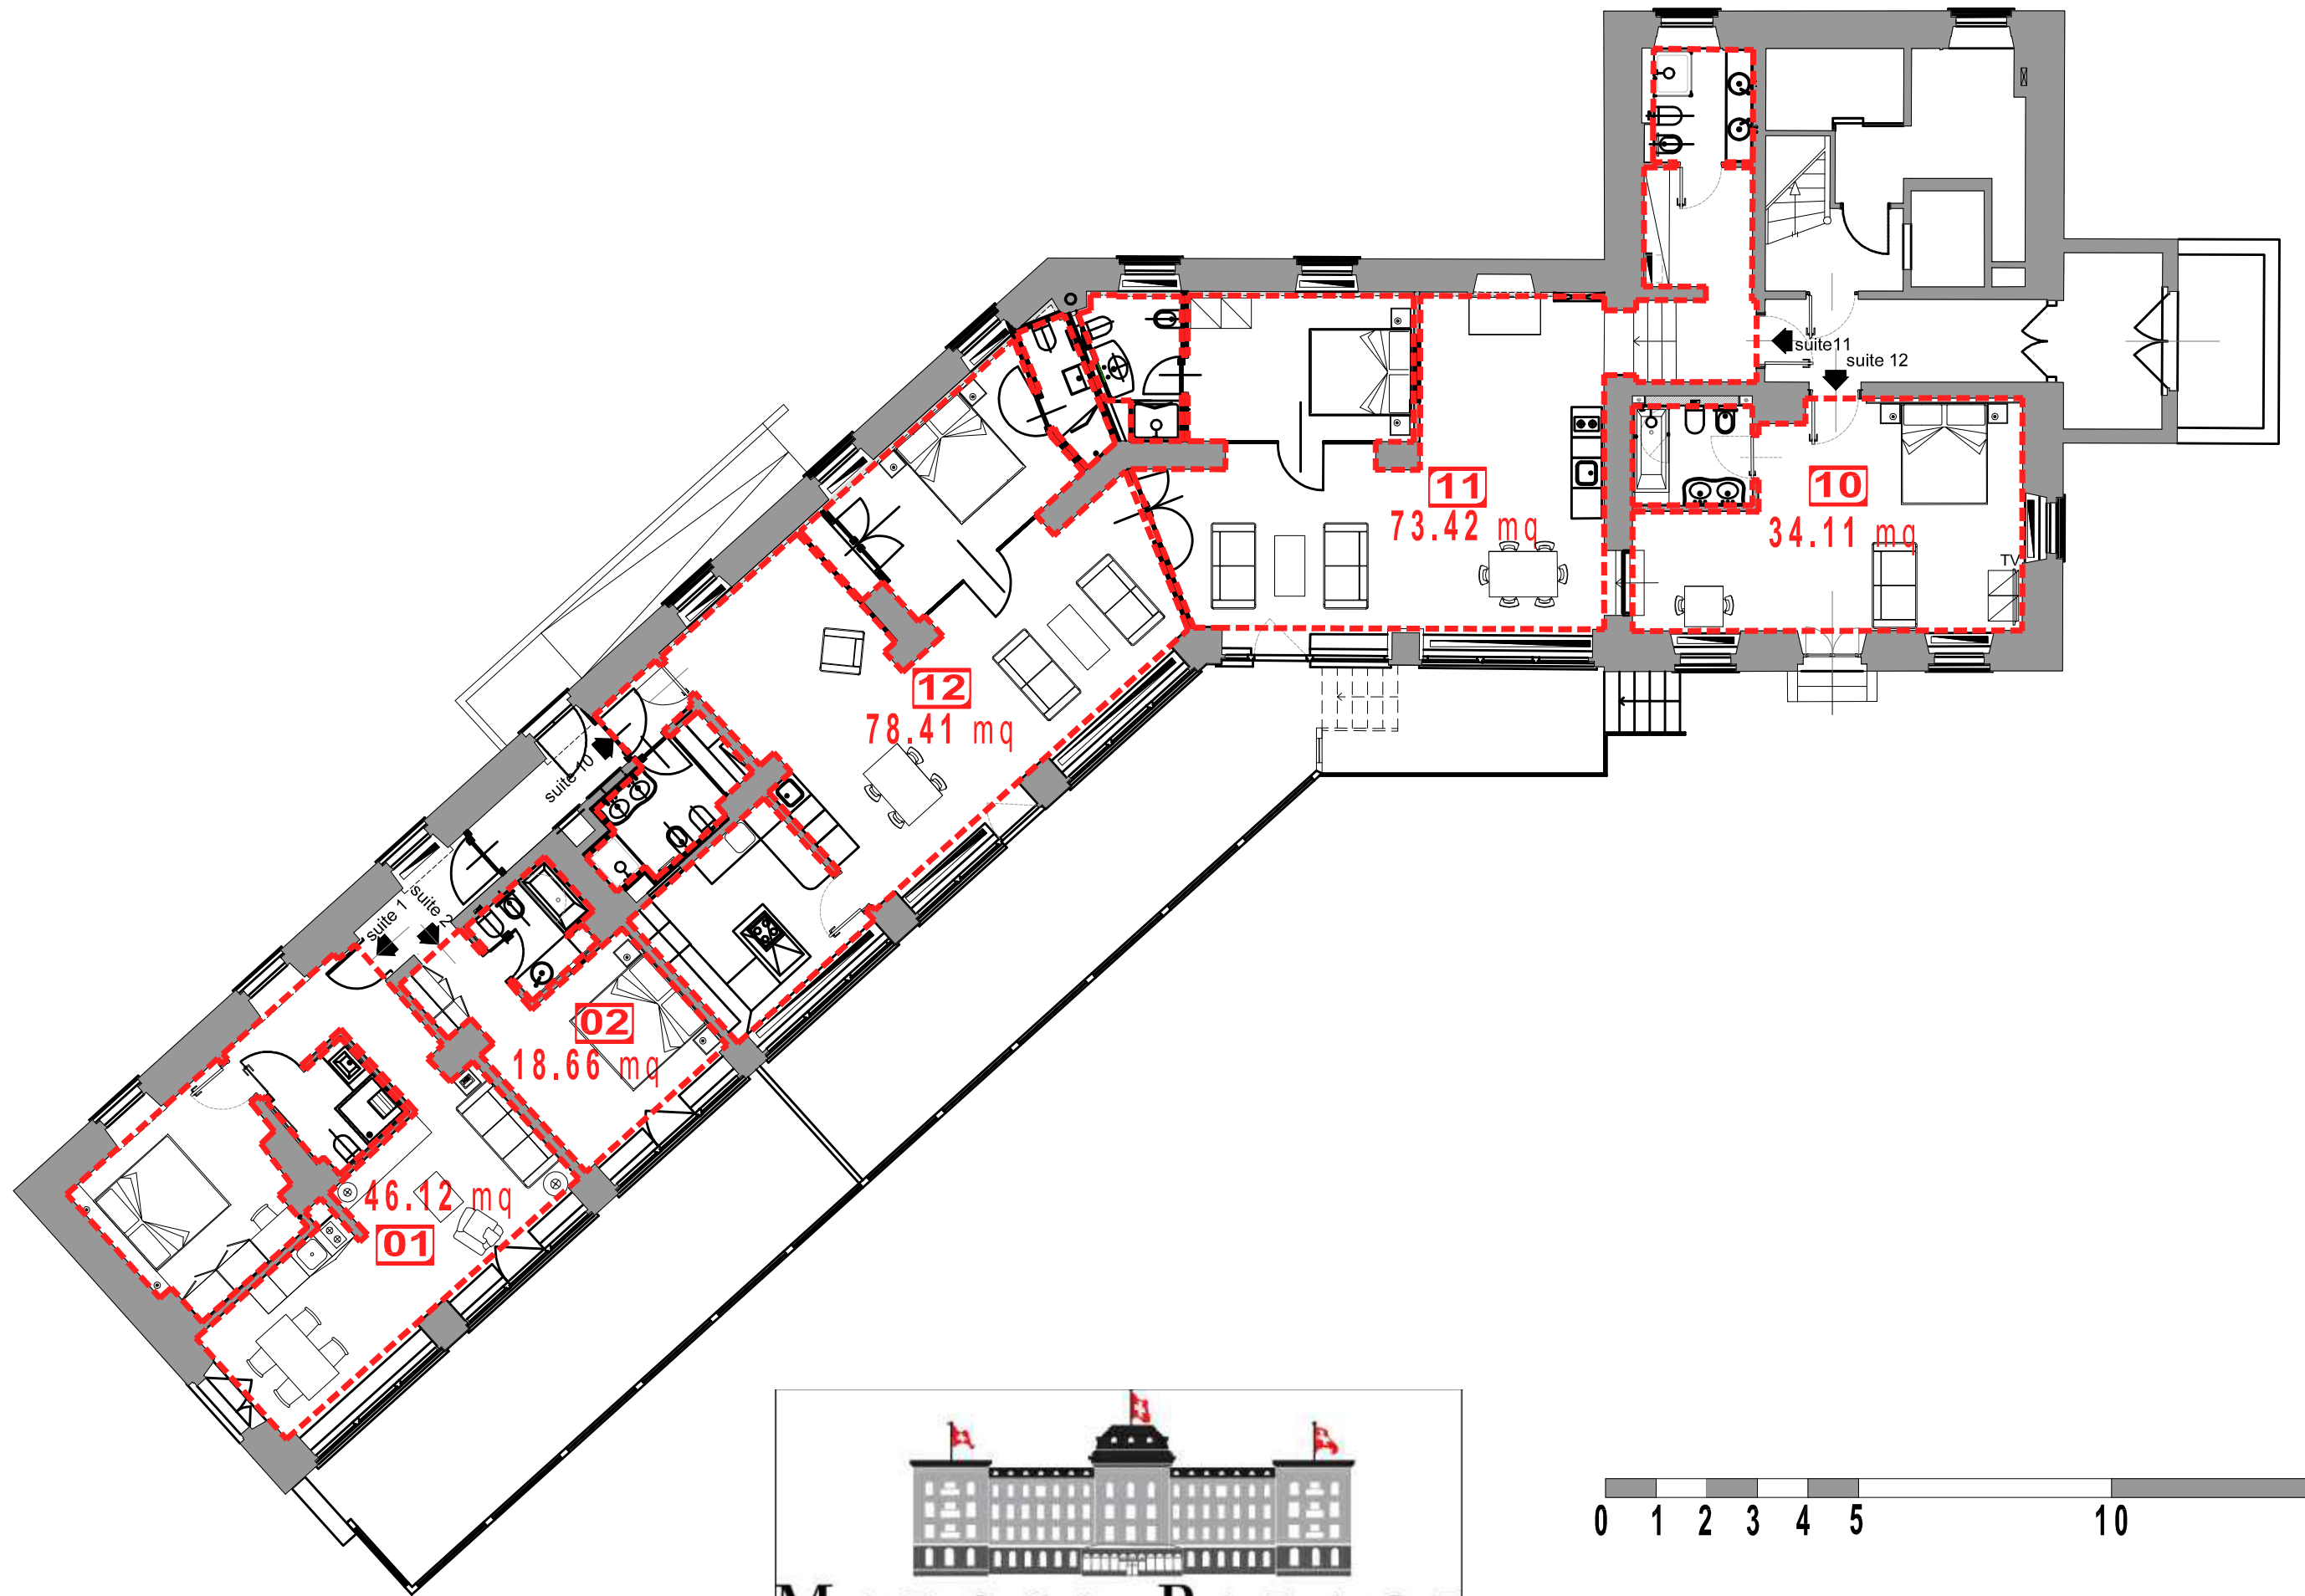 suite11
suite 12
11
73.42 mq
10
34.11 mq
TV
12
78.41 mq
suite 10
suite 1
suite 2
02
18.66 mq
46.12 mq
01
0 1 2 3 4 5 10